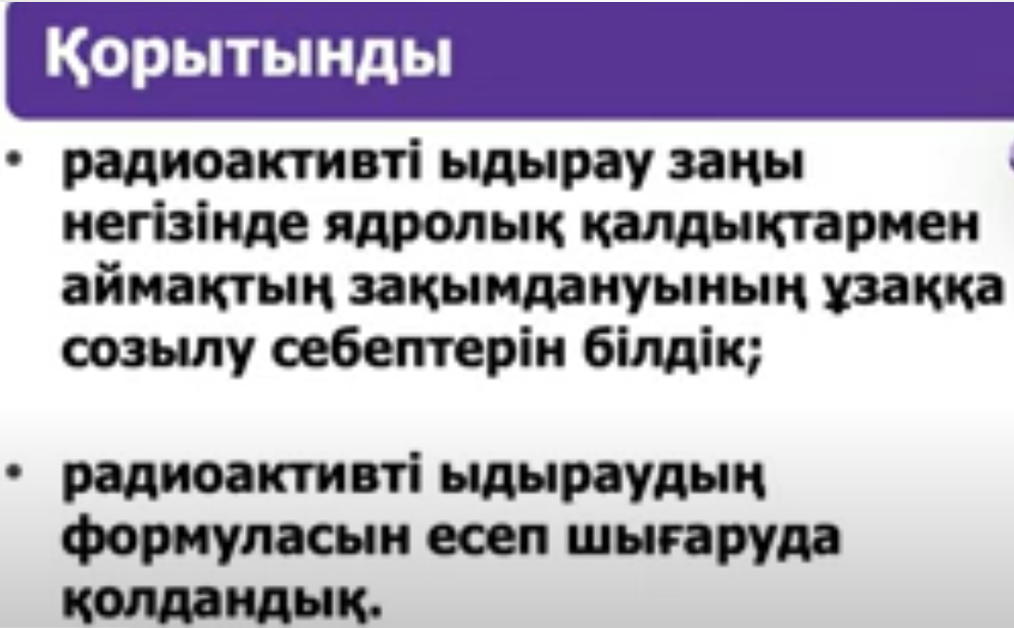 Қорытынды
• радиоактивті ыдырау заңы
негізінде ядролық қалдықтармен
аймақтың зақымдануының ұзаққа
созылу себептерін білдік;
• радиоактивті ыдыраудың
формуласын есеп шығаруда
қолдандық.